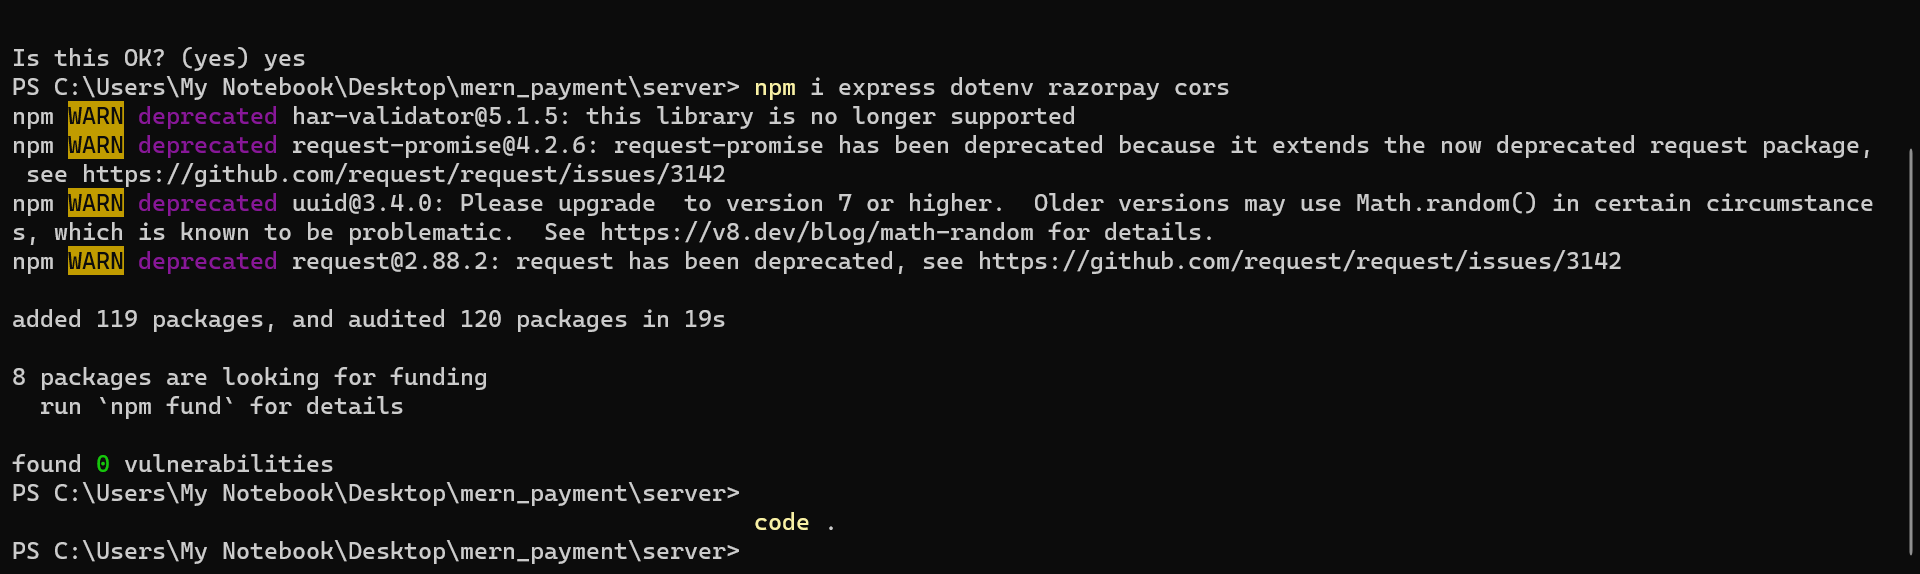 Is this OK? (yes) yes
PS C:\Users\My Notebook\Desktop\mern_payment\server> npm i express dotenv razorpay cors
npm WARN deprecated har-validator@5.1.5: this library is no longer supported
npm WARN deprecated request-promise@4.2.6: request-promise has been deprecated because it extends the now deprecated request package,
 see https://github.com/request/request/issues/3142
npm WARN deprecated uuid@3.4.0: Please upgrade  to version 7 or higher.  Older versions may use Math.random() in certain circumstance
s, which is known to be problematic.  See https://v8.dev/blog/math-random for details.
npm WARN deprecated request@2.88.2: request has been deprecated, see https://github.com/request/request/issues/3142
added 119 packages, and audited 120 packages in 19s
8 packages are looking for funding
  run `npm fund` for details
found 0 vulnerabilities
PS C:\Users\My Notebook\Desktop\mern_payment\server>
code .
PS C:\Users\My Notebook\Desktop\mern_payment\server>